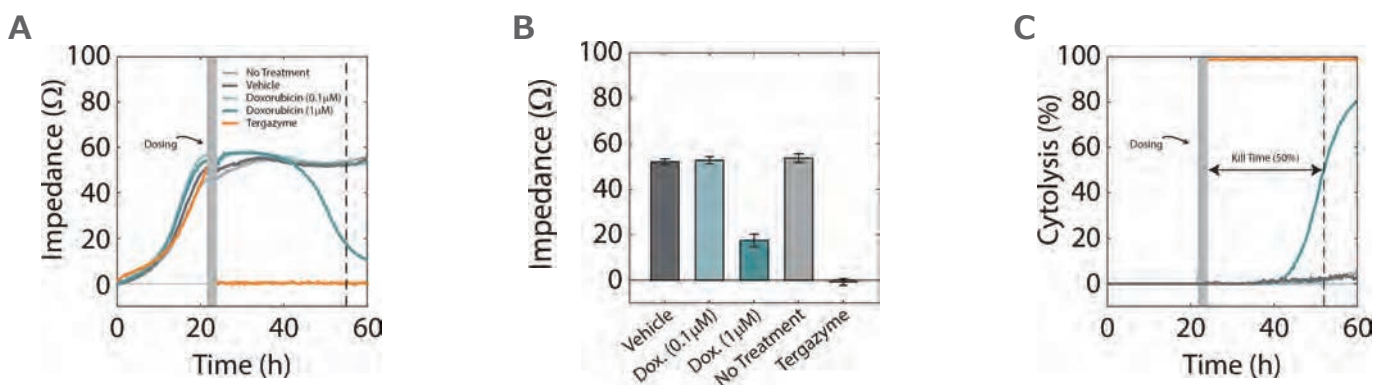 A
Impedance (Ω)
100
80
60
40
20
0
No Treatment
Vehicle
Doxorubicin (0.1μM)
Doxorubicin (1μM)
Tergazyme
Dosing
0
20
40
60
Time (h)
B
Impedance (Ω)
100
80
60
40
20
0
Vehicle
Dox. (0.1μM)
Dox. (1μM)
No Treatment
Tergazyme
C
Cytolysis (%)
100
80
60
40
20
0
Dosing
Kill Time (50%)
0
20
40
60
Time (h)